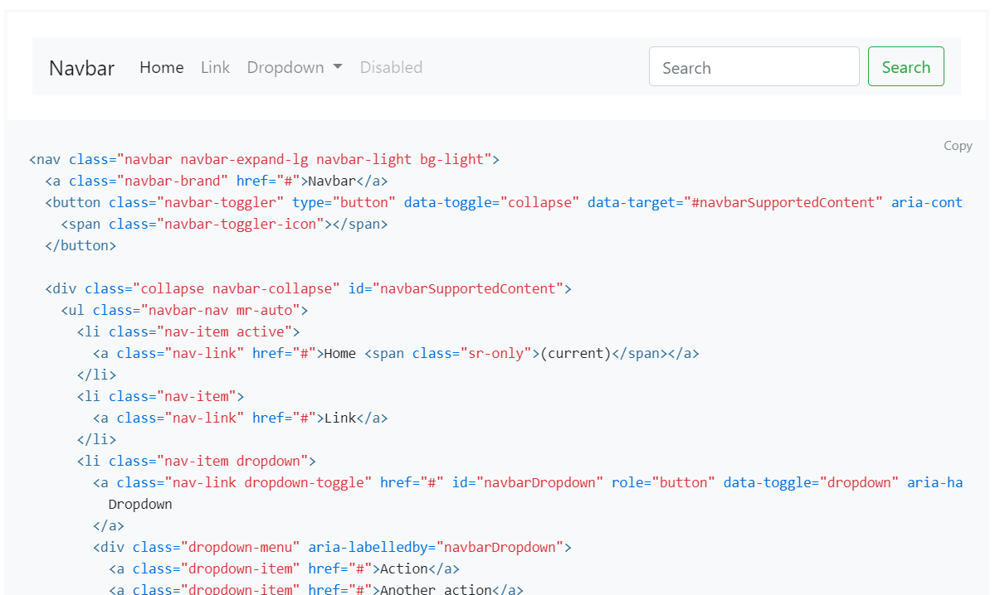 Navbar Home Link Dropdown Disabled Search Search
Copy
<nav class="navbar navbar-expand-lg navbar-light bg-light">
  <a class="navbar-brand" href="#">Navbar</a>
  <button class="navbar-toggler" type="button" data-toggle="collapse" data-target="#navbarSupportedContent" aria-cont
    <span class="navbar-toggler-icon"></span>
  </button>

  <div class="collapse navbar-collapse" id="navbarSupportedContent">
    <ul class="navbar-nav mr-auto">
      <li class="nav-item active">
        <a class="nav-link" href="#">Home <span class="sr-only">(current)</span></a>
      </li>
      <li class="nav-item">
        <a class="nav-link" href="#">Link</a>
      </li>
      <li class="nav-item dropdown">
        <a class="nav-link dropdown-toggle" href="#" id="navbarDropdown" role="button" data-toggle="dropdown" aria-ha
          Dropdown
        </a>
        <div class="dropdown-menu" aria-labelledby="navbarDropdown">
          <a class="dropdown-item" href="#">Action</a>
          <a class="dropdown-item" href="#">Another action</a>